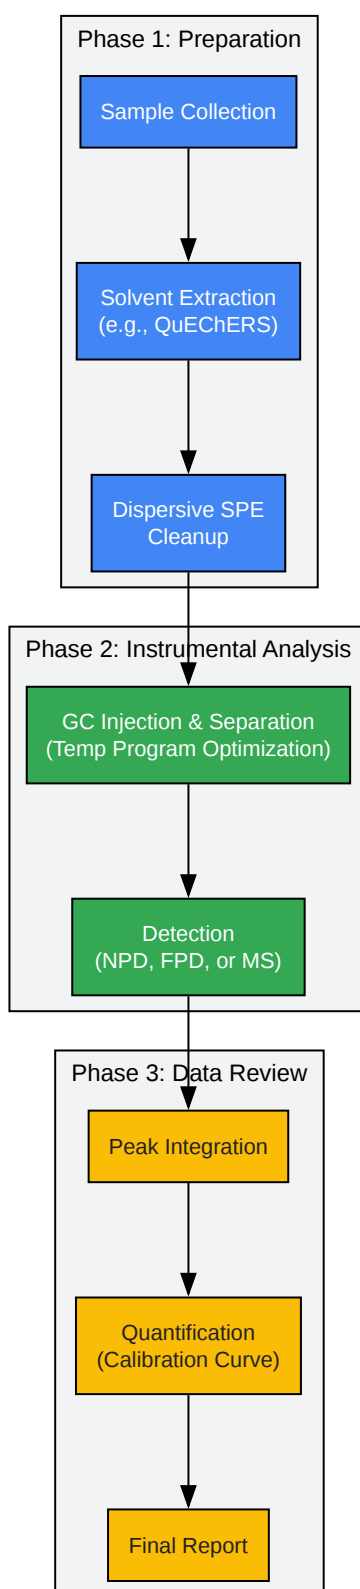 Phase 1: Preparation
Sample Collection
Solvent Extraction
(e.g., QuEChERS)
Dispersive SPE
Cleanup
Phase 2: Instrumental Analysis
GC Injection & Separation
(Temp Program Optimization)
Detection
(NPD, FPD, or MS)
Phase 3: Data Review
Peak Integration
Quantification
(Calibration Curve)
Final Report